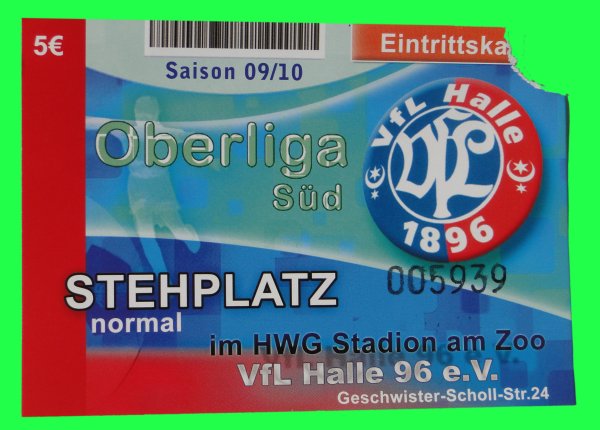 5€
Eintrittska
Saison 09/10
Oberliga
Süd
VfL Halle
VfL
1896
005939
STEHPLATZ
normal
im HWG Stadion am Zoo
VfL Halle 96 e.V.
Geschwister-Scholl-Str.24